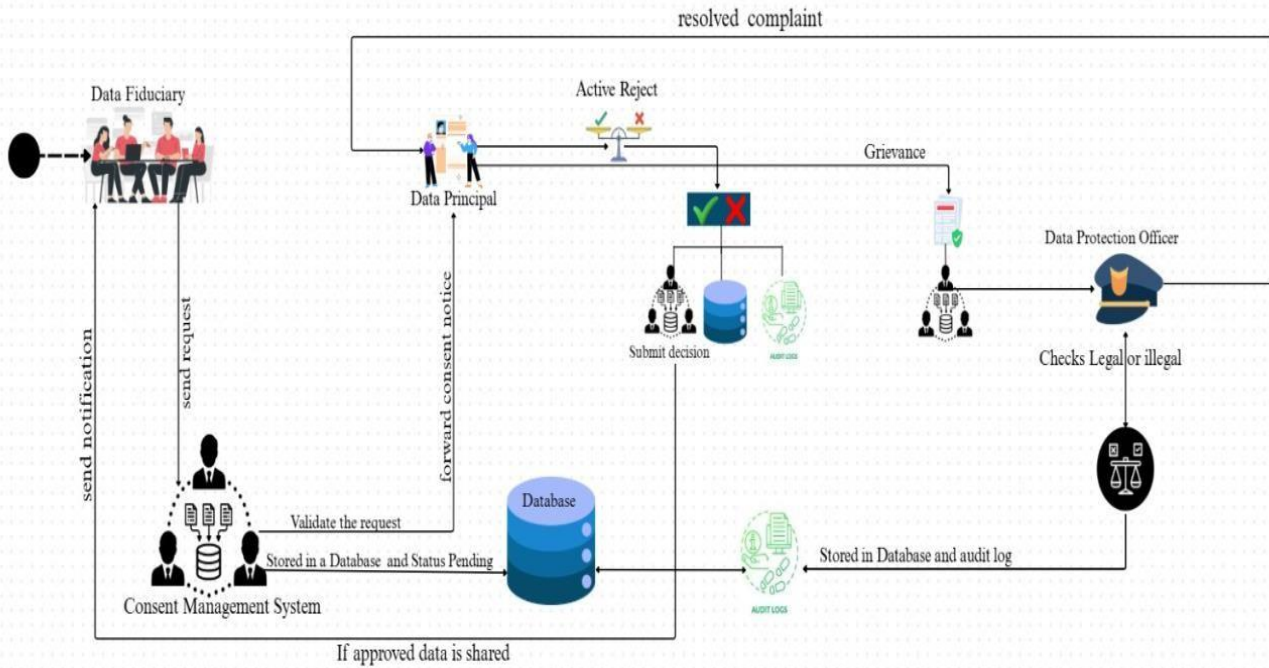 resolved complaint
Data Fiduciary
Active Reject
Grievance
Data Principal
Data Protection Officer
send request
forward consent notice
send notification
Submit decision
AUDIT LOGS
Checks Legal or illegal
Database
Validate the request
Stored in a Database and Status Pending
Stored in Database and audit log
Consent Management System
AUDIT LOGS
If approved data is shared